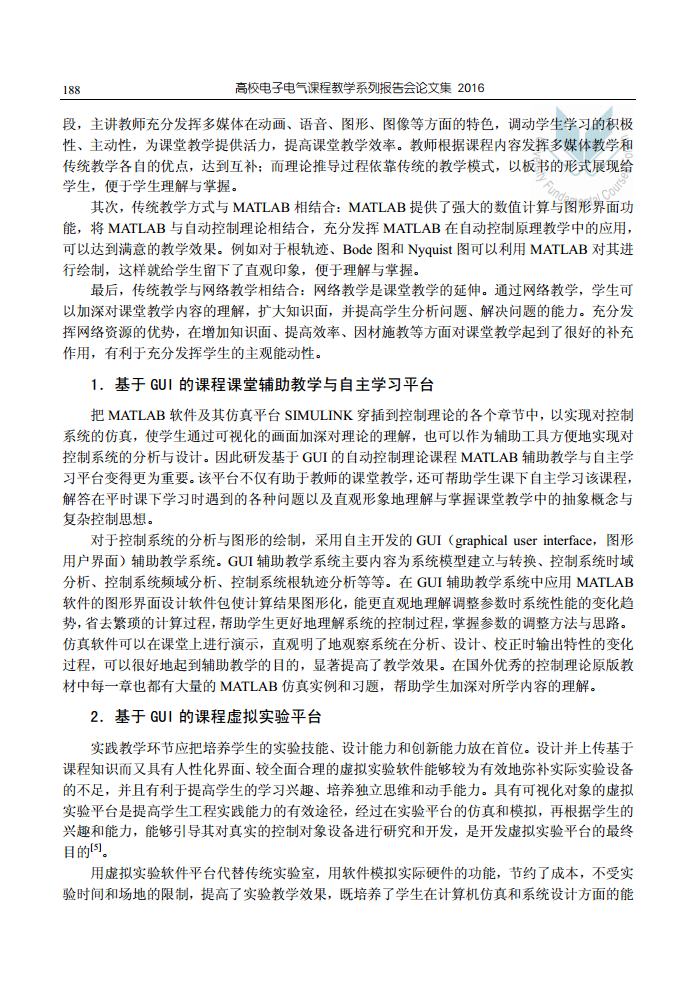 188 高校电子电气课程教学系列报告会论文集 2016
段，主讲教师充分发挥多媒体在动画、语音、图形、图像等方面的特色，调动学生学习的积极
性、主动性，为课堂教学提供活力，提高课堂教学效率。教师根据课程内容发挥多媒体教学和
传统教学各自的优点，达到互补；而理论推导过程依靠传统的教学模式，以板书的形式展现给
学生，便于学生理解与掌握。
其次，传统教学方式与 MATLAB 相结合：MATLAB 提供了强大的数值计算与图形界面功
能，将 MATLAB 与自动控制理论相结合，充分发挥 MATLAB 在自动控制原理教学中的应用，
可以达到满意的教学效果。例如对于根轨迹、Bode 图和 Nyquist 图可以利用 MATLAB 对其进
行绘制，这样就给学生留下了直观印象，便于理解与掌握。
最后，传统教学与网络教学相结合：网络教学是课堂教学的延伸。通过网络教学，学生可
以加深对课堂教学内容的理解，扩大知识面，并提高学生分析问题、解决问题的能力。充分发
挥网络资源的优势，在增加知识面、提高效率、因材施教等方面对课堂教学起到了很好的补充
作用，有利于充分发挥学生的主观能动性。
1．基于 GUI 的课程课堂辅助教学与自主学习平台
把 MATLAB 软件及其仿真平台 SIMULINK 穿插到控制理论的各个章节中，以实现对控制
系统的仿真，使学生通过可视化的画面加深对理论的理解，也可以作为辅助工具方便地实现对
控制系统的分析与设计。因此研发基于 GUI 的自动控制理论课程 MATLAB 辅助教学与自主学
习平台变得更为重要。该平台不仅有助于教师的课堂教学，还可帮助学生课下自主学习该课程，
解答在平时课下学习时遇到的各种问题以及直观形象地理解与掌握课堂教学中的抽象概念与
复杂控制思想。
对于控制系统的分析与图形的绘制，采用自主开发的 GUI（graphical user interface，图形
用户界面）辅助教学系统。GUI 辅助教学系统主要内容为系统模型建立与转换、控制系统时域
分析、控制系统频域分析、控制系统根轨迹分析等等。在 GUI 辅助教学系统中应用 MATLAB
软件的图形界面设计软件包使计算结果图形化，能更直观地理解调整参数时系统性能的变化趋
势，省去繁琐的计算过程，帮助学生更好地理解系统的控制过程，掌握参数的调整方法与思路。
仿真软件可以在课堂上进行演示，直观明了地观察系统在分析、设计、校正时输出特性的变化
过程，可以很好地起到辅助教学的目的，显著提高了教学效果。在国外优秀的控制理论原版教
材中每一章也都有大量的 MATLAB 仿真实例和习题，帮助学生加深对所学内容的理解。
2．基于 GUI 的课程虚拟实验平台
实践教学环节应把培养学生的实验技能、设计能力和创新能力放在首位。设计并上传基于
课程知识而又具有人性化界面、较全面合理的虚拟实验软件能够较为有效地弥补实际实验设备
的不足，并且有利于提高学生的学习兴趣、培养独立思维和动手能力。具有可视化对象的虚拟
实验平台是提高学生工程实践能力的有效途径，经过在实验平台的仿真和模拟，再根据学生的
兴趣和能力，能够引导其对真实的控制对象设备进行研究和开发，是开发虚拟实验平台的最终
目的[5]。
用虚拟实验软件平台代替传统实验室，用软件模拟实际硬件的功能，节约了成本，不受实
验时间和场地的限制，提高了实验教学效果，既培养了学生在计算机仿真和系统设计方面的能